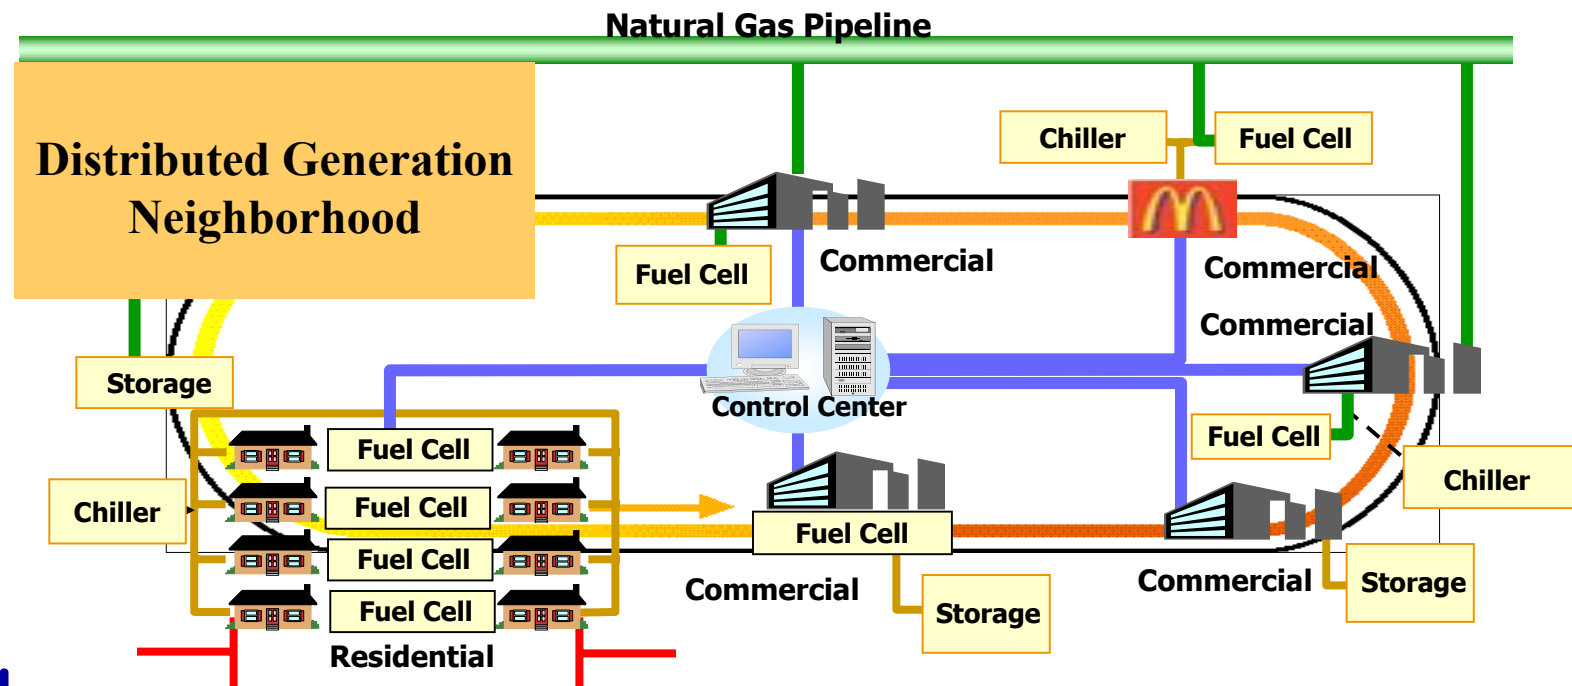 Natural Gas Pipeline
Distributed Generation
Neighborhood
Chiller
Fuel Cell
Fuel Cell
Commercial
Commercial
Commercial
Storage
Control Center
Fuel Cell
Fuel Cell
Chiller
Chiller
Fuel Cell
Fuel Cell
Fuel Cell
Fuel Cell
Commercial
Commercial
Storage
Storage
Residential